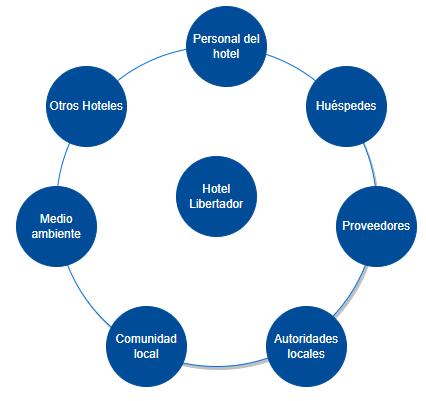 Personal del
hotel
Otros Hoteles
Huéspedes
Hotel
Libertador
Medio
ambiente
Proveedores
Comunidad
local
Autoridades
locales